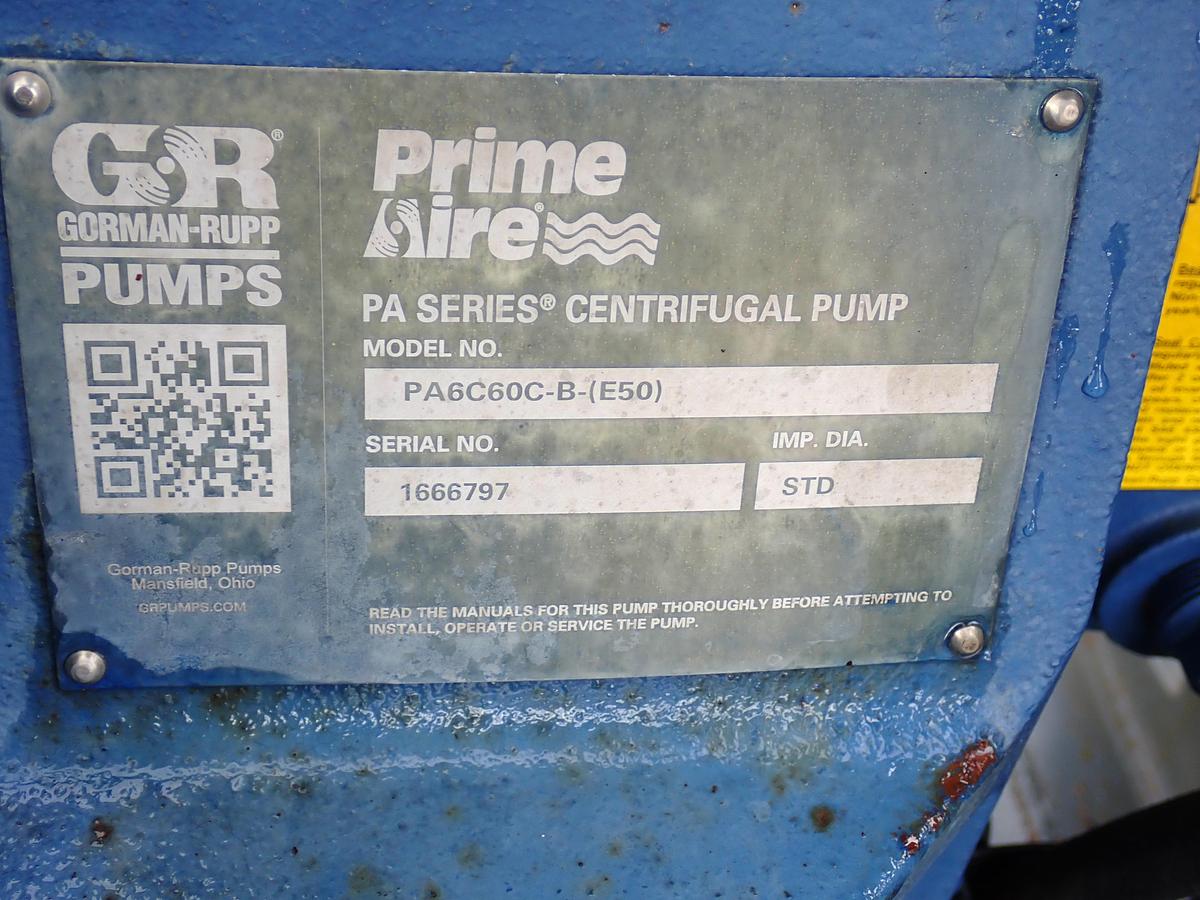 G&R®
GORMAN-RUPP
PUMPS
Gorman-Rupp Pumps
Mansfield, Ohio
GRPUMPS.COM
Prime
Aire®
PA SERIES® CENTRIFUGAL PUMP
MODEL NO.
PA6C60C-B-(E50)
SERIAL NO. IMP. DIA.
1666797 STD
READ THE MANUALS FOR THIS PUMP THOROUGHLY BEFORE ATTEMPTING TO
INSTALL, OPERATE OR SERVICE THE PUMP.